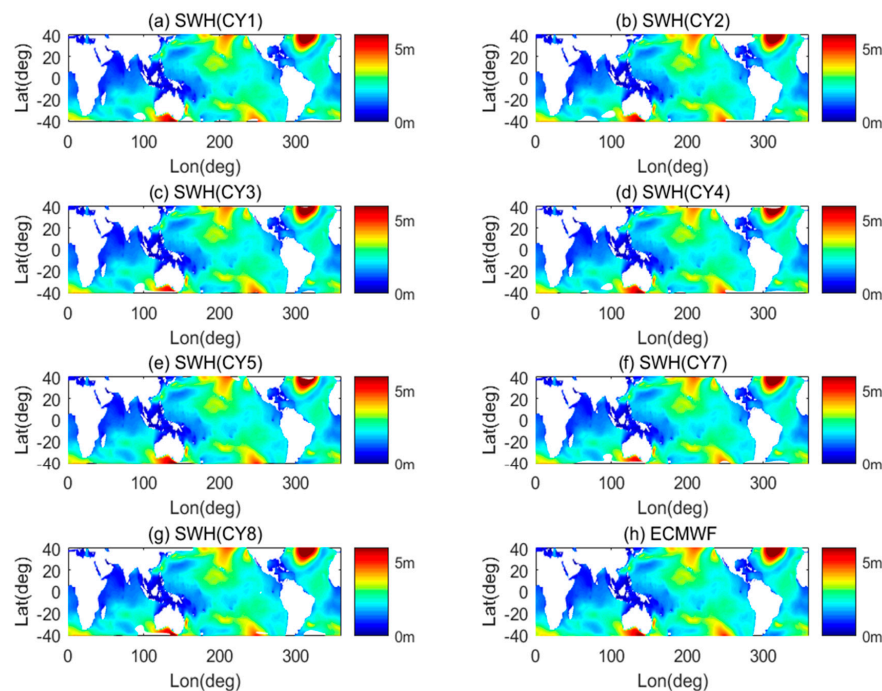 (a) SWH(CY1)
40
20
0
-20
-40
Lat(deg)
0 100 200 300
Lon(deg)
5m
0m
(b) SWH(CY2)
40
20
0
-20
-40
Lat(deg)
0 100 200 300
Lon(deg)
5m
0m
(c) SWH(CY3)
40
20
0
-20
-40
Lat(deg)
0 100 200 300
Lon(deg)
5m
0m
(d) SWH(CY4)
40
20
0
-20
-40
Lat(deg)
0 100 200 300
Lon(deg)
5m
0m
(e) SWH(CY5)
40
20
0
-20
-40
Lat(deg)
0 100 200 300
Lon(deg)
5m
0m
(f) SWH(CY7)
40
20
0
-20
-40
Lat(deg)
0 100 200 300
Lon(deg)
5m
0m
(g) SWH(CY8)
40
20
0
-20
-40
Lat(deg)
0 100 200 300
Lon(deg)
5m
0m
(h) ECMWF
40
20
0
-20
-40
Lat(deg)
0 100 200 300
Lon(deg)
5m
0m